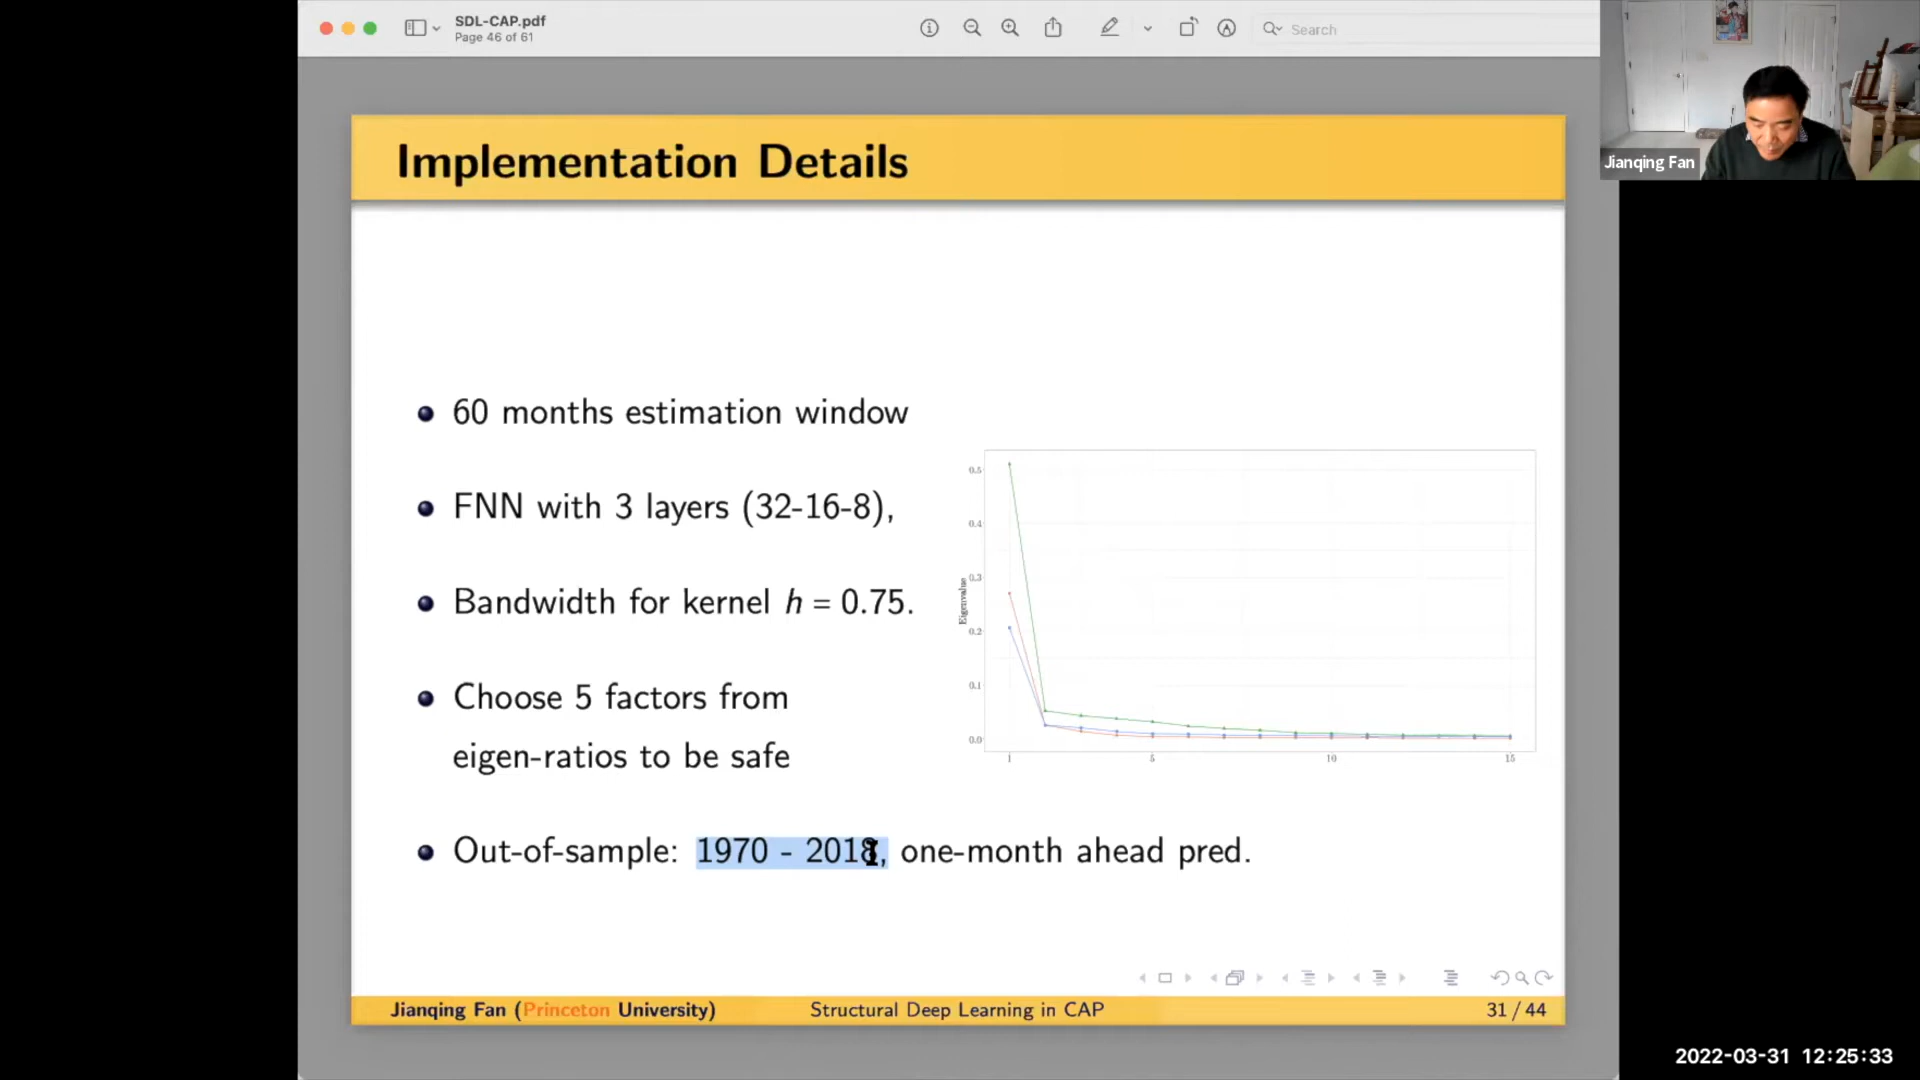 SDL-CAP.pdf
Page 46 of 61
Search
Jianqing Fan
Implementation Details
60 months estimation window
FNN with 3 layers (32-16-8),
Bandwidth for kernel h = 0.75.
Choose 5 factors from
eigen-ratios to be safe
Out-of-sample: 1970 - 2018, one-month ahead pred.
Eigenvalue
0.5
0.4
0.3
0.2
0.1
0.0
1 5 10 15
Jianqing Fan (Princeton University) Structural Deep Learning in CAP 31 / 44
2022-03-31 12:25:33